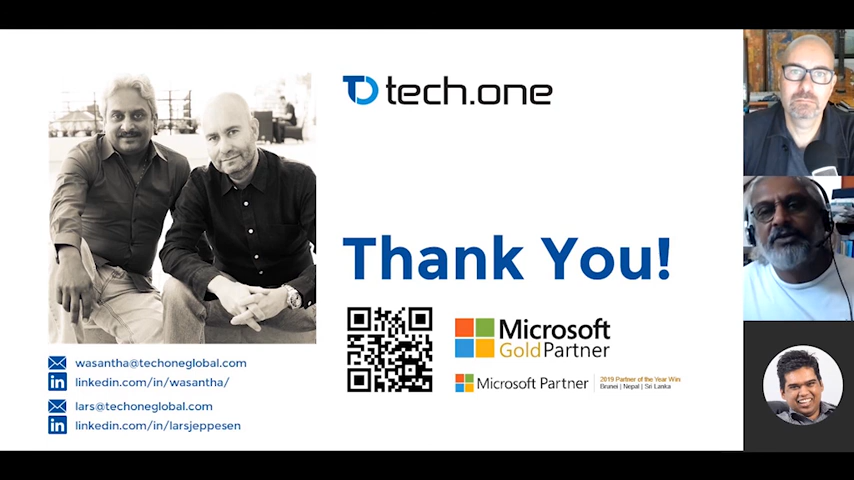 tech.one
Thank You!
Microsoft
Gold Partner
Microsoft Partner
2019 Partner of the Year Win
Brunei | Nepal | Sri Lanka
wasantha@techoneglobal.com
linkedin.com/in/wasantha/
lars@techoneglobal.com
linkedin.com/in/larsjeppesen